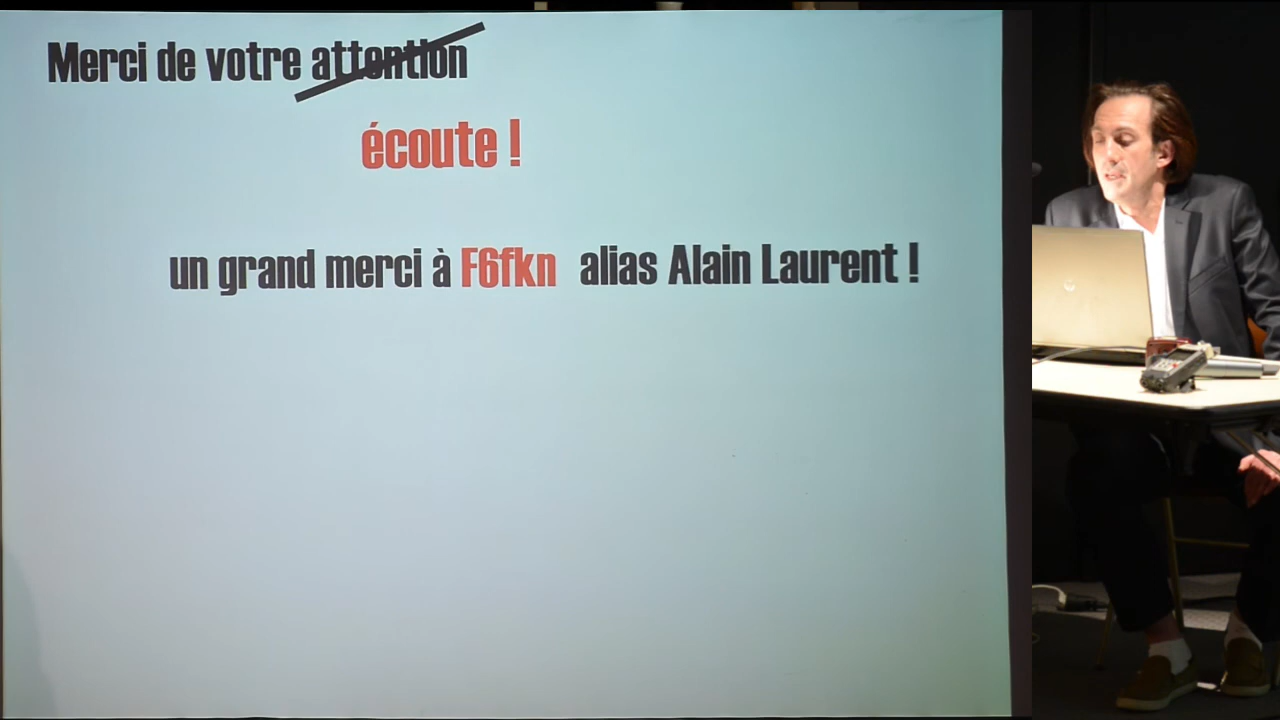 Merci de votre attention
écoute !
un grand merci à F6fkn alias Alain Laurent !